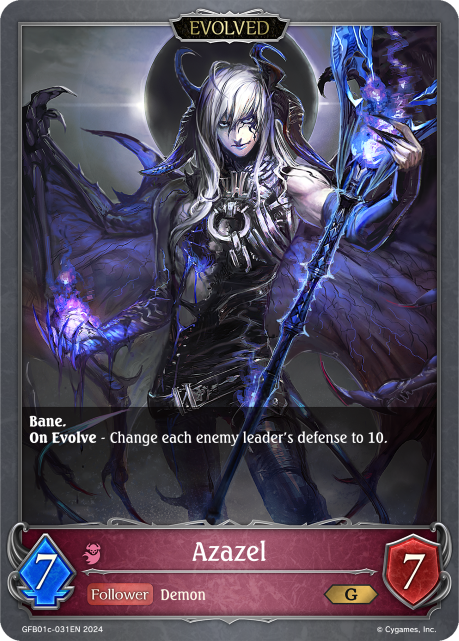 EVOLVED
Bane.
On Evolve - Change each enemy leader's defense to 10.
Azazel
7
7
Follower Demon
G
GFB01c-031EN 2024
© Cygames, Inc.